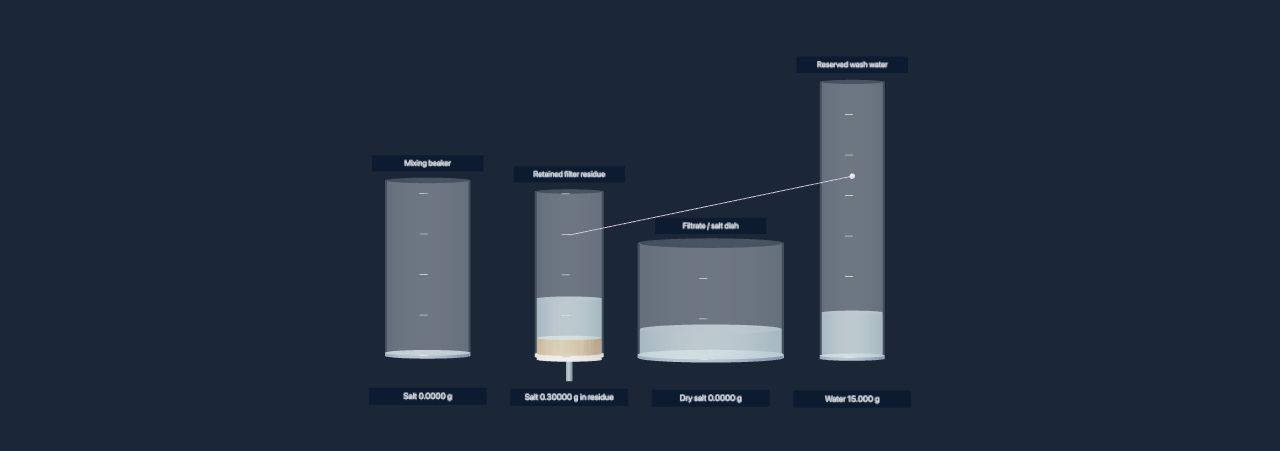 Reserved wash water
Mixing beaker
Retained filter residue
Filtrate / salt dish
Salt 0.0000 g
Salt 0.30000 g in residue
Dry salt 0.0000 g
Water 15.000 g